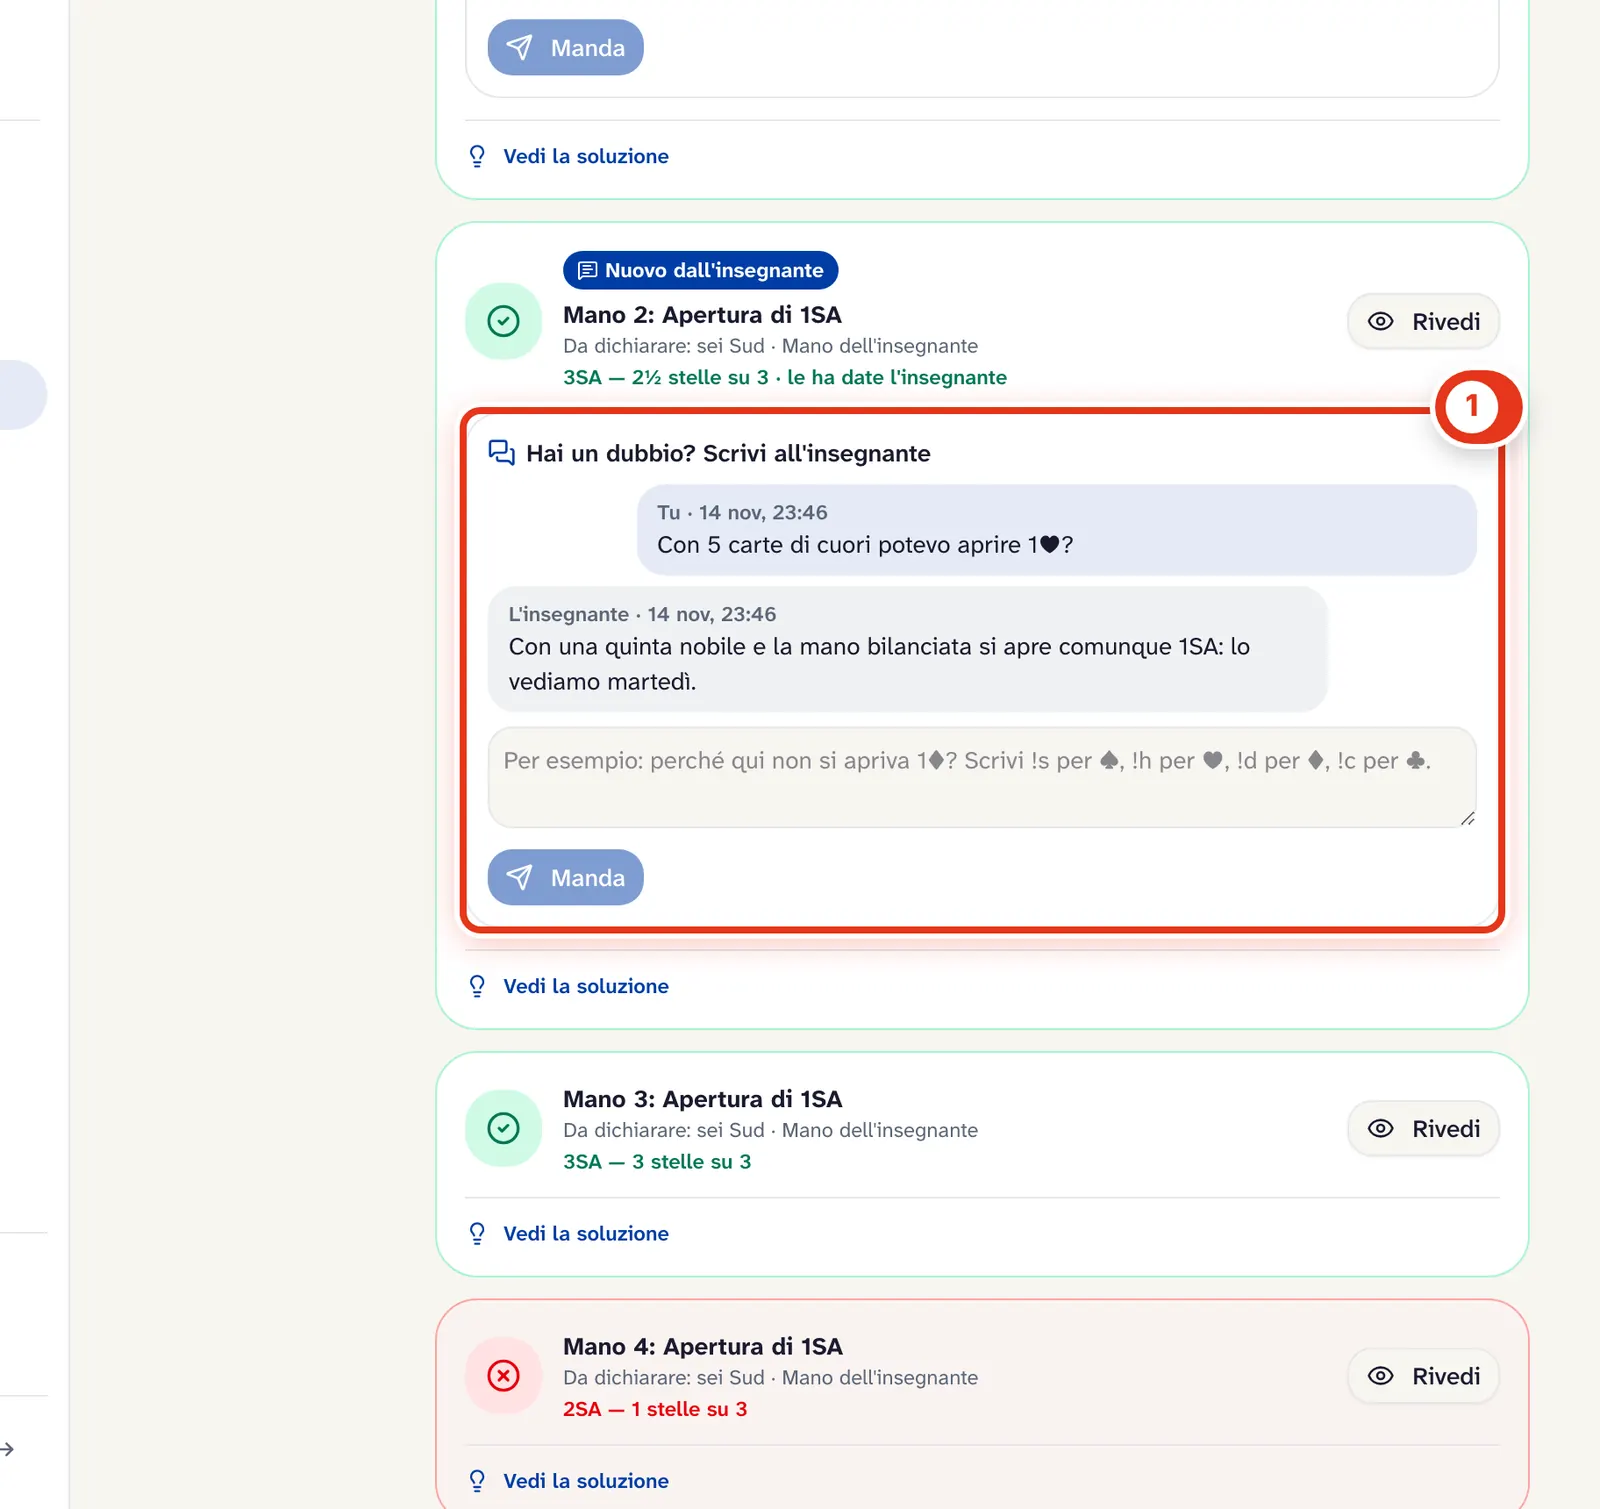 Manda
Vedi la soluzione
Nuovo dall'insegnante
Mano 2: Apertura di 1SA
Da dichiarare: sei Sud · Mano dell'insegnante
3SA — 2½ stelle su 3 · le ha date l'insegnante
Rivedi
1
Hai un dubbio? Scrivi all'insegnante
Tu · 14 nov, 23:46
Con 5 carte di cuori potevo aprire 1♥?
L'insegnante · 14 nov, 23:46
Con una quinta nobile e la mano bilanciata si apre comunque 1SA: lo
vediamo martedì.
Per esempio: perché qui non si apriva 1♦? Scrivi !s per ♠, !h per ♥, !d per ♦, !c per ♣.
Manda
Vedi la soluzione
Mano 3: Apertura di 1SA
Da dichiarare: sei Sud · Mano dell'insegnante
3SA — 3 stelle su 3
Rivedi
Vedi la soluzione
Mano 4: Apertura di 1SA
Da dichiarare: sei Sud · Mano dell'insegnante
2SA — 1 stelle su 3
Rivedi
Vedi la soluzione